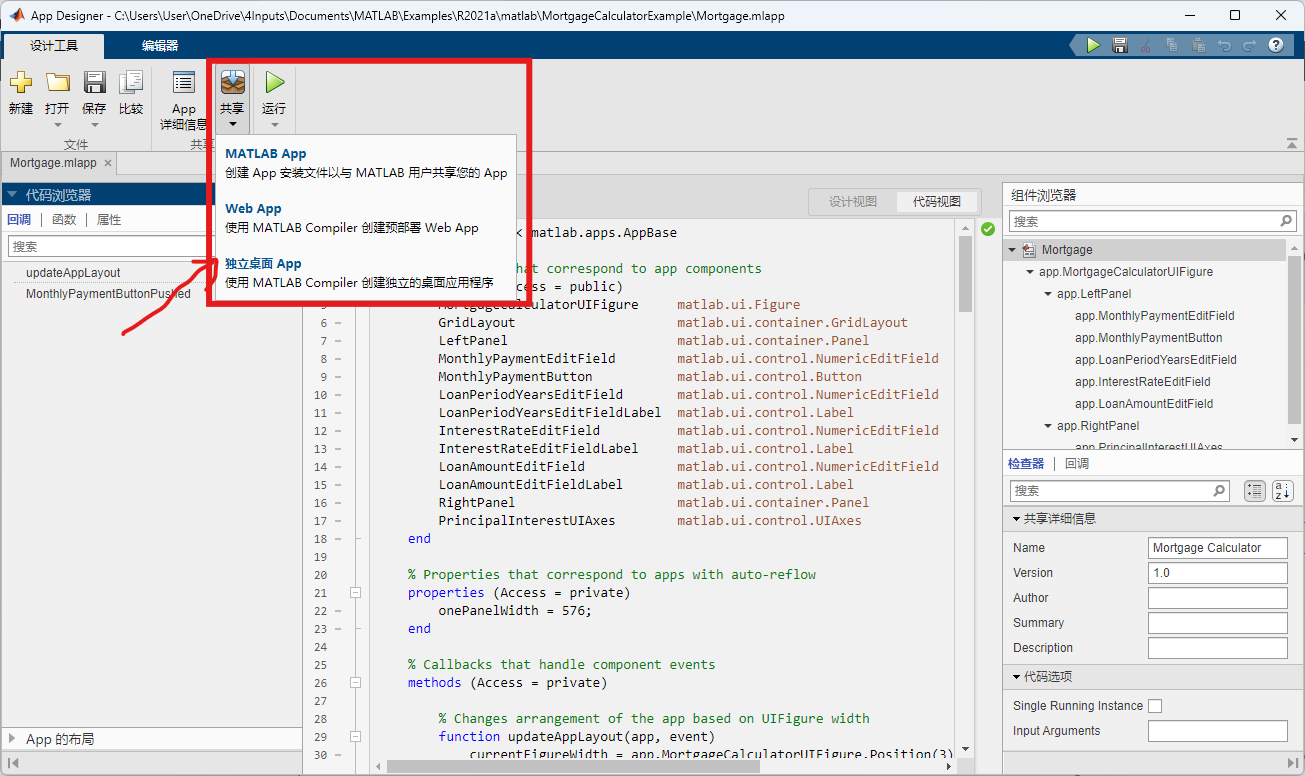 App Designer - C:\Users\User\OneDrive\4Inputs\Documents\MATLAB\Examples\R2021a\matlab\MortgageCalculatorExample\Mortgage.mlapp
设计工具
编辑器
新建
打开
保存
比较
App
详细信息
共享
运行
文件
共享
MATLAB App
创建 App 安装文件以与 MATLAB 用户共享您的 App
Web App
使用 MATLAB Compiler 创建预部署 Web App
独立桌面 App
使用 MATLAB Compiler 创建独立的桌面应用程序
Mortgage.mlapp
代码浏览器
回调
函数
属性
搜索
updateAppLayout
MonthlyPaymentButtonPushed
App 的布局
设计视图
代码视图
< matlab.apps.AppBase
that correspond to app components
= public)
5 MortgageCalculatorUIFigure matlab.ui.Figure
6 GridLayout matlab.ui.container.GridLayout
7 LeftPanel matlab.ui.container.Panel
8 MonthlyPaymentEditField matlab.ui.control.NumericEditField
9 MonthlyPaymentButton matlab.ui.control.Button
10 LoanPeriodYearsEditField matlab.ui.control.NumericEditField
11 LoanPeriodYearsEditFieldLabel matlab.ui.control.Label
12 InterestRateEditField matlab.ui.control.NumericEditField
13 InterestRateEditFieldLabel matlab.ui.control.Label
14 LoanAmountEditField matlab.ui.control.NumericEditField
15 LoanAmountEditFieldLabel matlab.ui.control.Label
16 RightPanel matlab.ui.container.Panel
17 PrincipalInterestUIAxes matlab.ui.control.UIAxes
18 end
19
20 % Properties that correspond to apps with auto-reflow
21 properties (Access = private)
22 onePanelWidth = 576;
23 end
24
25 % Callbacks that handle component events
26 methods (Access = private)
27
28 % Changes arrangement of the app based on UIFigure width
29 function updateAppLayout(app, event)
30 currentFigureWidth = app.MortgageCalculatorUIFigure.Position(3)
组件浏览器
搜索
Mortgage
app.MortgageCalculatorUIFigure
app.LeftPanel
app.MonthlyPaymentEditField
app.MonthlyPaymentButton
app.LoanPeriodYearsEditField
app.InterestRateEditField
app.LoanAmountEditField
app.RightPanel
app.PrincipalInterestUIAxes
检查器
回调
搜索
共享详细信息
Name Mortgage Calculator
Version 1.0
Author
Summary
Description
代码选项
Single Running Instance
Input Arguments